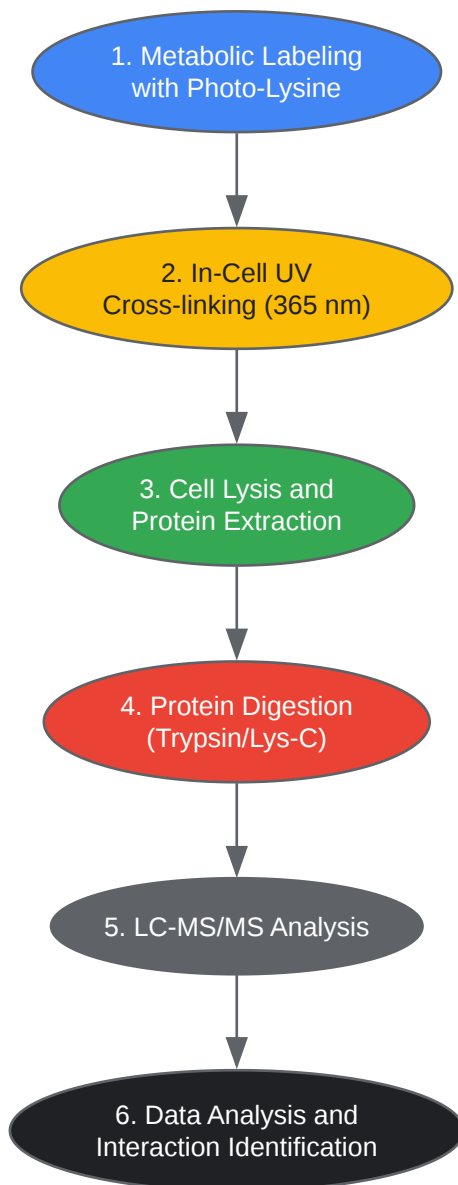 1. Metabolic Labeling
with Photo-Lysine
2. In-Cell UV
Cross-linking (365 nm)
3. Cell Lysis and
Protein Extraction
4. Protein Digestion
(Trypsin/Lys-C)
5. LC-MS/MS Analysis
6. Data Analysis and
Interaction Identification